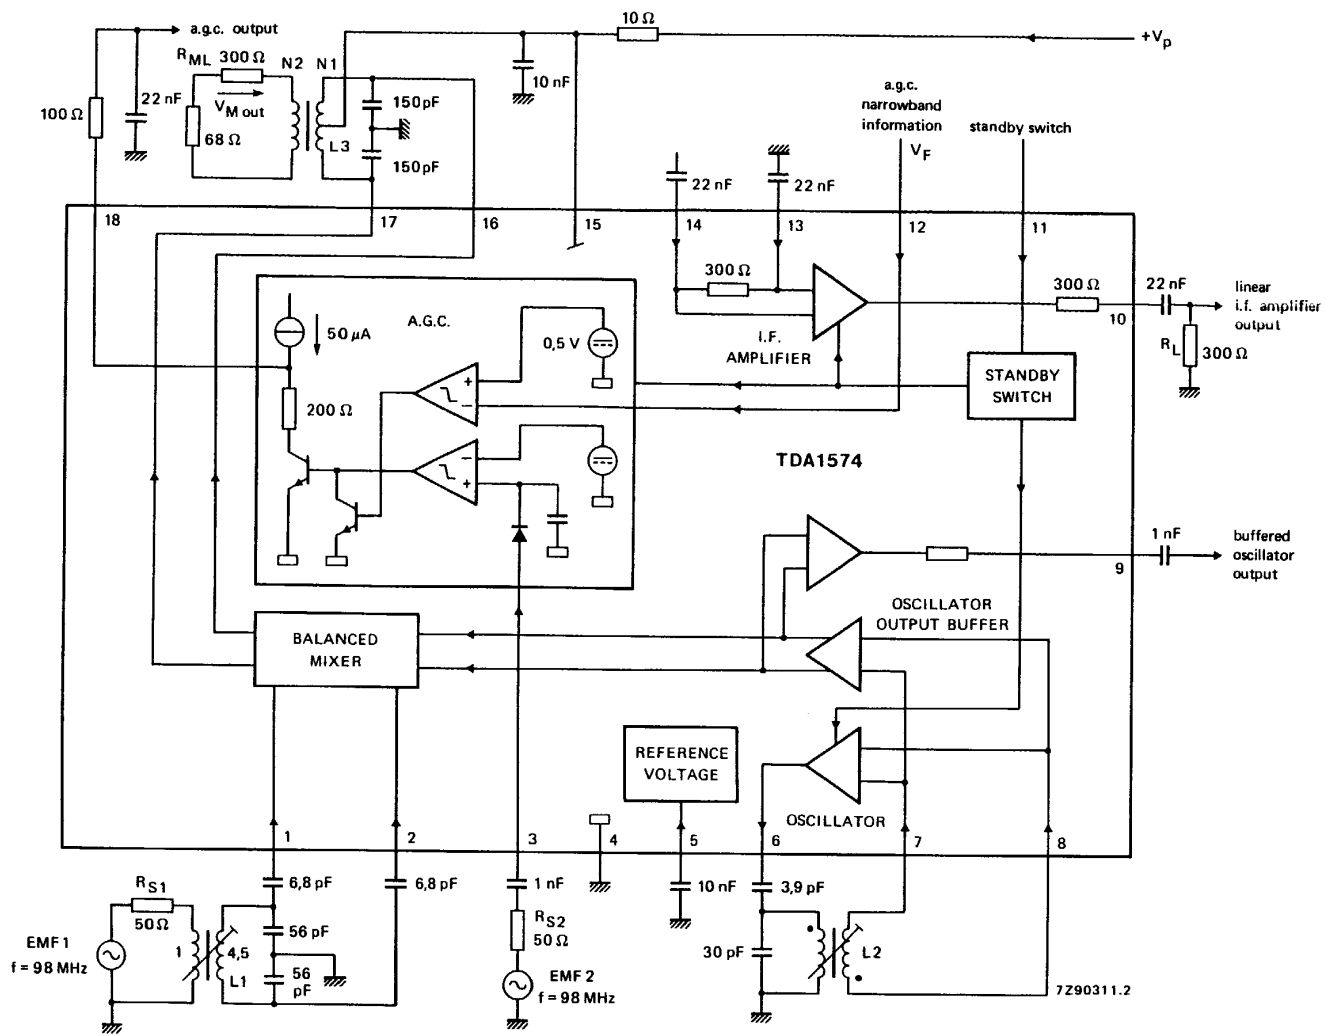 a.g.c. output
10 Ω
+Vp
RML 300 Ω
N2 N1
VM out
100 Ω
22 nF
68 Ω
L3
150 pF
150 pF
10 nF
a.g.c.
narrowband
information
VF
standby switch
22 nF
22 nF
18
17
16
15
14
13
12
11
300 Ω
I.F.
AMPLIFIER
300 Ω
10
22 nF
linear
i.f. amplifier
output
RL
300 Ω
50 μA
A.G.C.
0,5 V
+
−
200 Ω
−
+
STANDBY
SWITCH
TDA1574
1 nF
9
buffered
oscillator
output
OSCILLATOR
OUTPUT BUFFER
BALANCED
MIXER
REFERENCE
VOLTAGE
OSCILLATOR
1
2
3
4
5
6
7
8
6,8 pF
6,8 pF
1 nF
10 nF
3,9 pF
RS1
50 Ω
EMF 1
f = 98 MHz
1
4,5
L1
56 pF
56
pF
RS2
50 Ω
EMF 2
f = 98 MHz
30 pF
L2
7Z90311.2